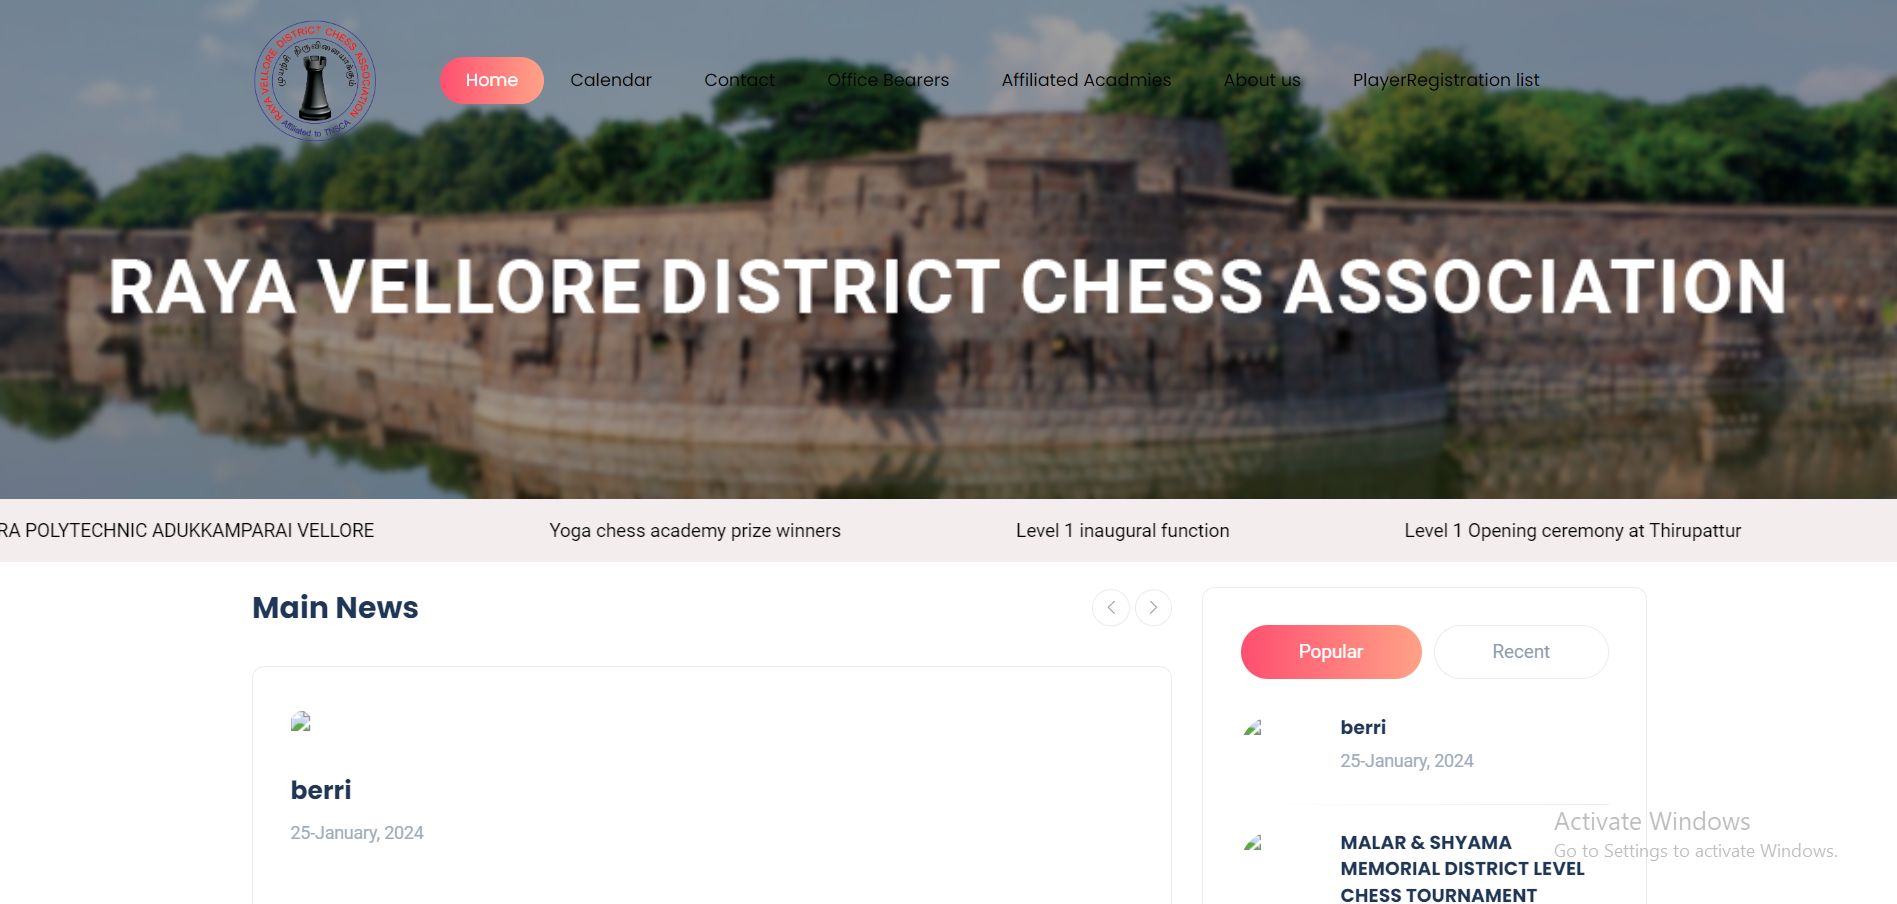 RAYA VELLORE DISTRICT CHESS ASSOCIATION
முயற்சி திருவினையாக்கும்
Affiliated to TNSCA
Home
Calendar
Contact
Office Bearers
Affiliated Acadmies
About us
PlayerRegistration list
RAYA VELLORE DISTRICT CHESS ASSOCIATION
RA POLYTECHNIC ADUKKAMPARAI VELLORE
Yoga chess academy prize winners
Level 1 inaugural function
Level 1 Opening ceremony at Thirupattur
Main News
berri
25-January, 2024
Popular
Recent
berri
25-January, 2024
MALAR & SHYAMA
MEMORIAL DISTRICT LEVEL
CHESS TOURNAMENT
Activate Windows
Go to Settings to activate Windows.